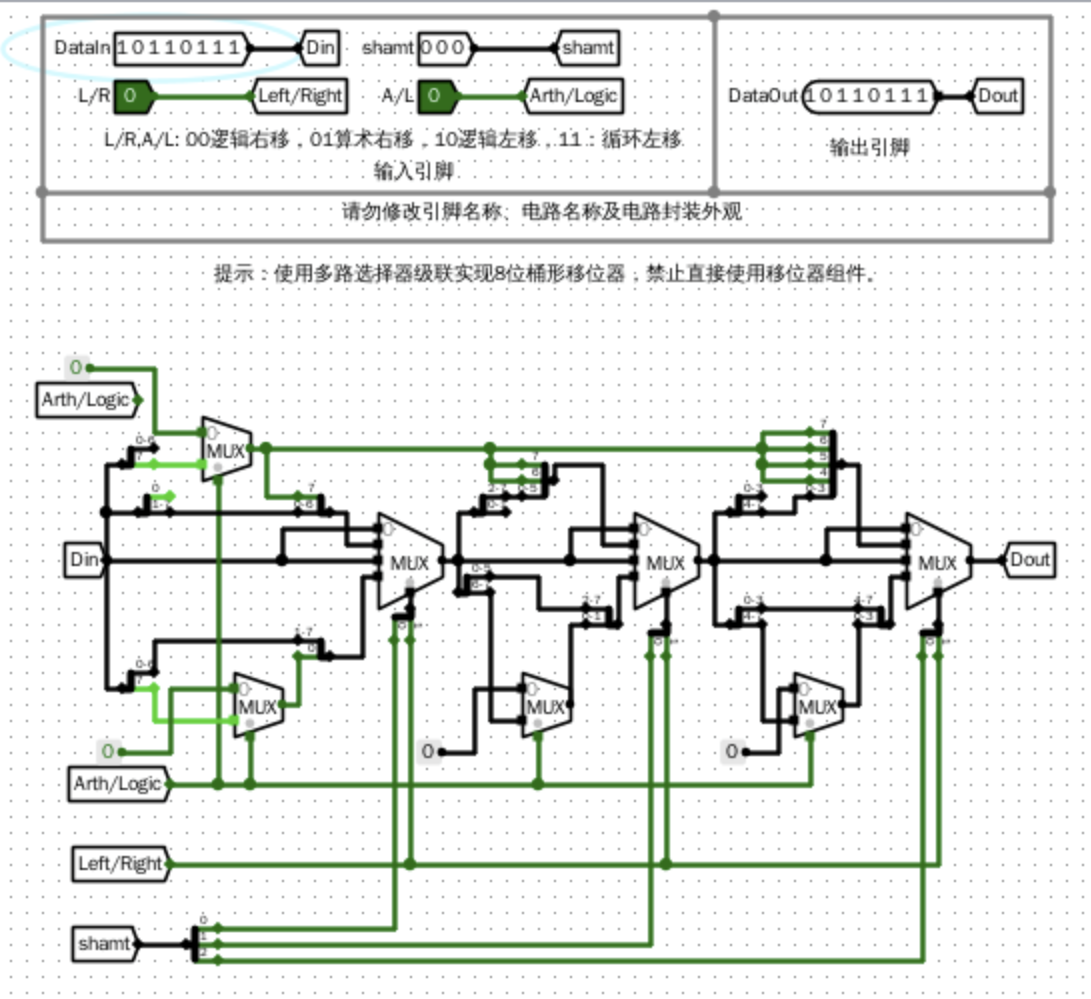 DataIn 10110111 Din shamt 000 shamt
L/R 0 Left/Right A/L 0 Arth/Logic
DataOut 10110111 Dout
L/R,A/L: 00逻辑右移，01算术右移，10逻辑左移，11：循环左移
输入引脚
输出引脚
请勿修改引脚名称、电路名称及电路封装外观
提示：使用多路选择器级联实现8位桶形移位器，禁止直接使用移位器组件。
0
Arth/Logic
MUX
Din
MUX
MUX
MUX
Dout
MUX
MUX
MUX
0
0
0
Arth/Logic
Left/Right
shamt